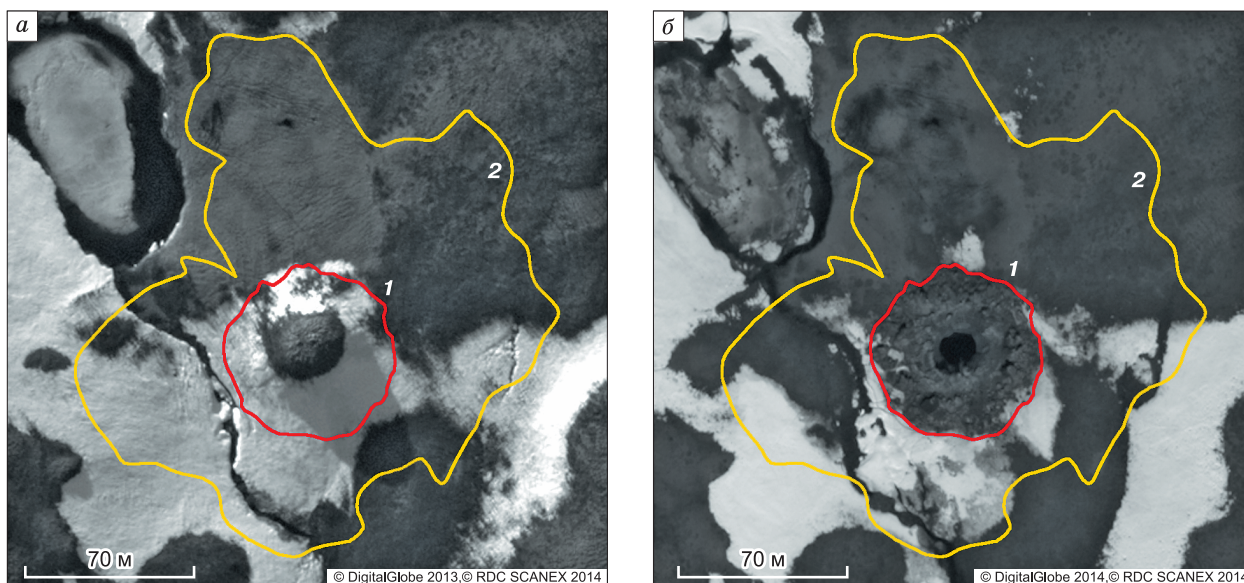 а
2
1
70 м
© DigitalGlobe 2013,© RDC SCANEX 2014
б
2
1
70 м
© DigitalGlobe 2014,© RDC SCANEX 2014